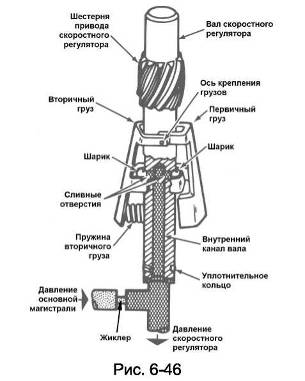 Шестерня
привода
скоростного
регулятора
Вал скоростного
регулятора
Ось крепления
грузов
Вторичный
груз
Первичный
груз
Шарик
Шарик
Сливные
отверстия
Пружина
вторичного
груза
Внутренний
канал вала
Уплотнительное
кольцо
Давление
основной
магистрали
Жиклер
Давление
скоростного
регулятора
Рис. 6-46